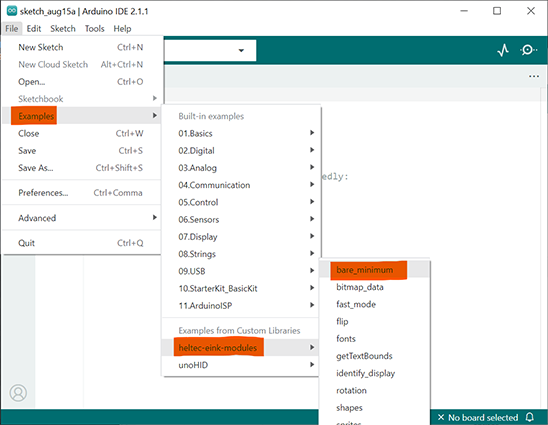 sketch_aug15a | Arduino IDE 2.1.1
File Edit Sketch Tools Help
New Sketch Ctrl+N
New Cloud Sketch Alt+Ctrl+N
Open... Ctrl+O
Sketchbook
Examples
Close Ctrl+W
Save Ctrl+S
Save As... Ctrl+Shift+S
Preferences... Ctrl+Comma
Advanced
Quit Ctrl+Q
Built-in examples
01.Basics
02.Digital
03.Analog
04.Communication
05.Control
06.Sensors
07.Display
08.Strings
09.USB
10.StarterKit_BasicKit
11.ArduinoISP
Examples from Custom Libraries
heltec-eink-modules
unoHID
edly:
bare_minimum
bitmap_data
fast_mode
flip
fonts
getTextBounds
identify_display
rotation
shapes
sprites
No board selected